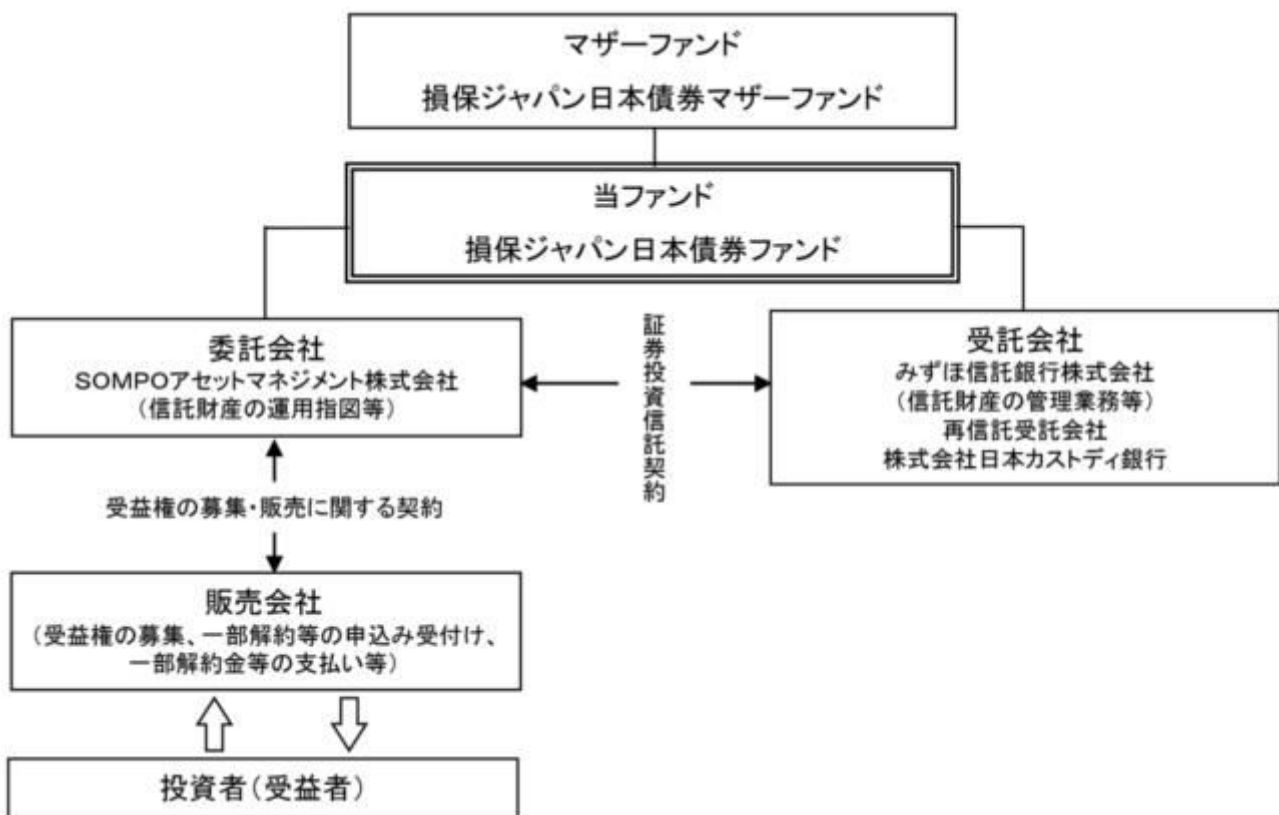 マザーファンド
損保ジャパン日本債券マザーファンド
当ファンド
損保ジャパン日本債券ファンド
委託会社
SOMPOアセットマネジメント株式会社
（信託財産の運用指図等）
証券投資信託契約
受託会社
みずほ信託銀行株式会社
(信託財産の管理業務等)
再信託受託会社
株式会社日本カストディ銀行
受益権の募集・販売に関する契約
販売会社
（受益権の募集、一部解約等の申込み受付け、
一部解約金等の支払い等）
投資者（受益者）